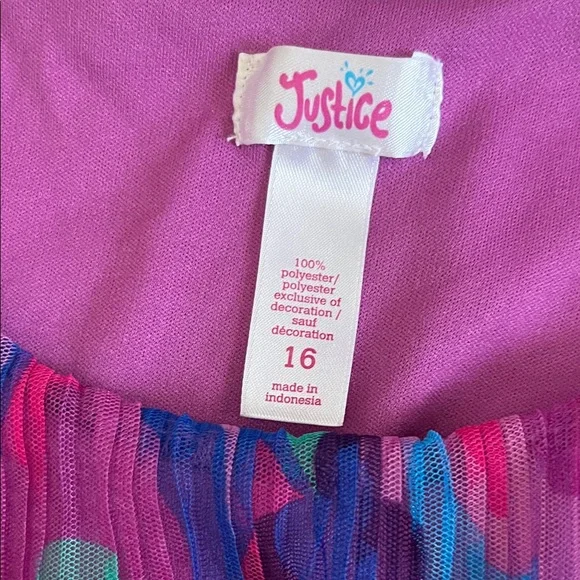 Justice
100%
polyester/
polyester
exclusive of
decoration /
sauf
décoration
16
made in
indonesia